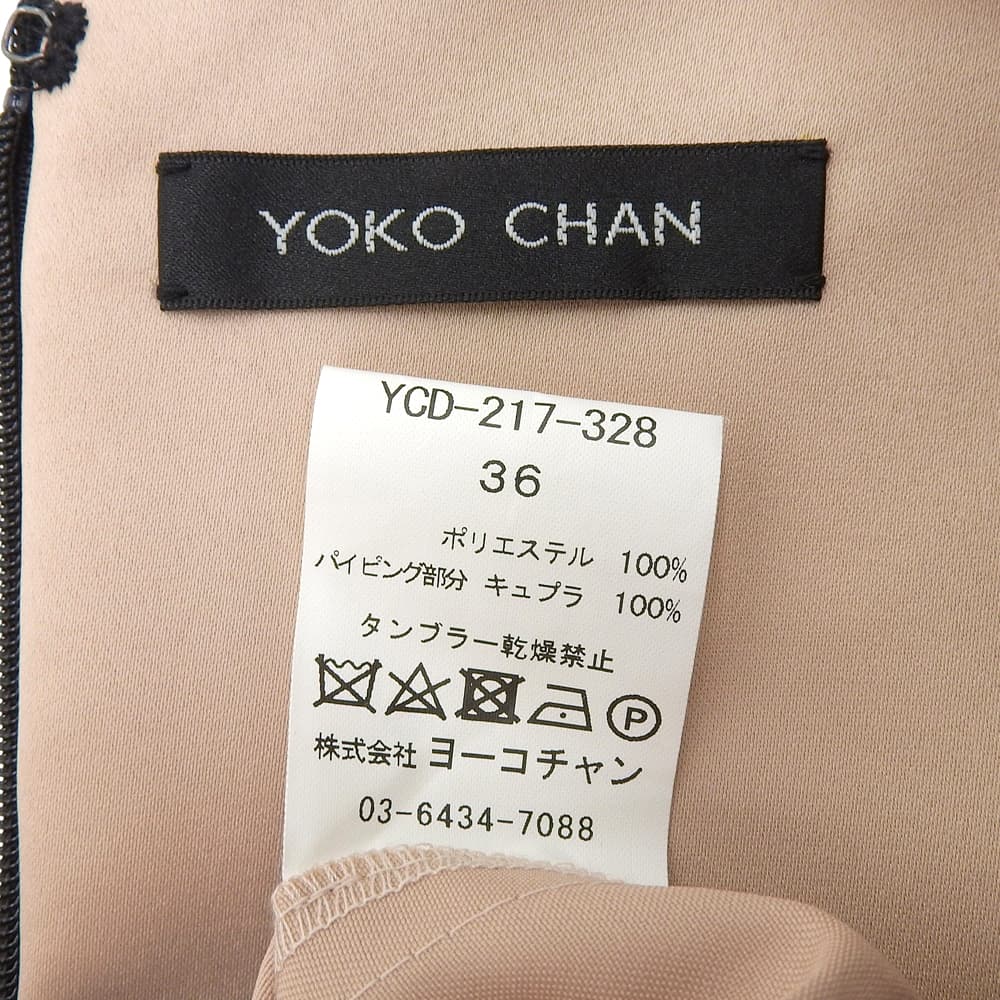 YOKO CHAN
YCD-217-328
36
ポリエステル 100%
パイピング部分 キュプラ 100%
タンブラー乾燥禁止
P
株式会社 ヨーコチャン
03-6434-7088